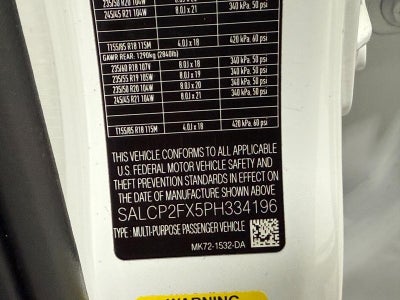 235/50 R20 104W 8.0J x 20 340 kPa, 50 psi
245/45 R21 104W 8.0J x 21 340 kPa, 50 psi
T155/85 R18 115M 4.0J x 18 420 kPa, 60 psi
GAWR REAR. 1290kg (2840lb)
235/60 R18 107V 8.0J x 18 340 kPa, 50 psi
235/55 R19 105W 8.0J x 19 340 kPa, 50 psi
235/50 R20 104W 8.0J x 20 340 kPa, 50 psi
245/45 R21 104W 8.0J x 21 340 kPa, 50 psi
T155/85 R18 115M 4.0J x 18 420 kPa, 60 psi
THIS VEHICLE CONFORMS TO ALL APPLICABLE
U.S. FEDERAL MOTOR VEHICLE SAFETY AND
THEFT PREVENTION STANDARDS IN EFFECT ON
THE DATE OF MANUFACTURE SHOWN ABOVE
SALCP2FX5PH334196
TYPE : MULTI-PURPOSE PASSENGER VEHICLE
MK72-1532-DA
WARNING